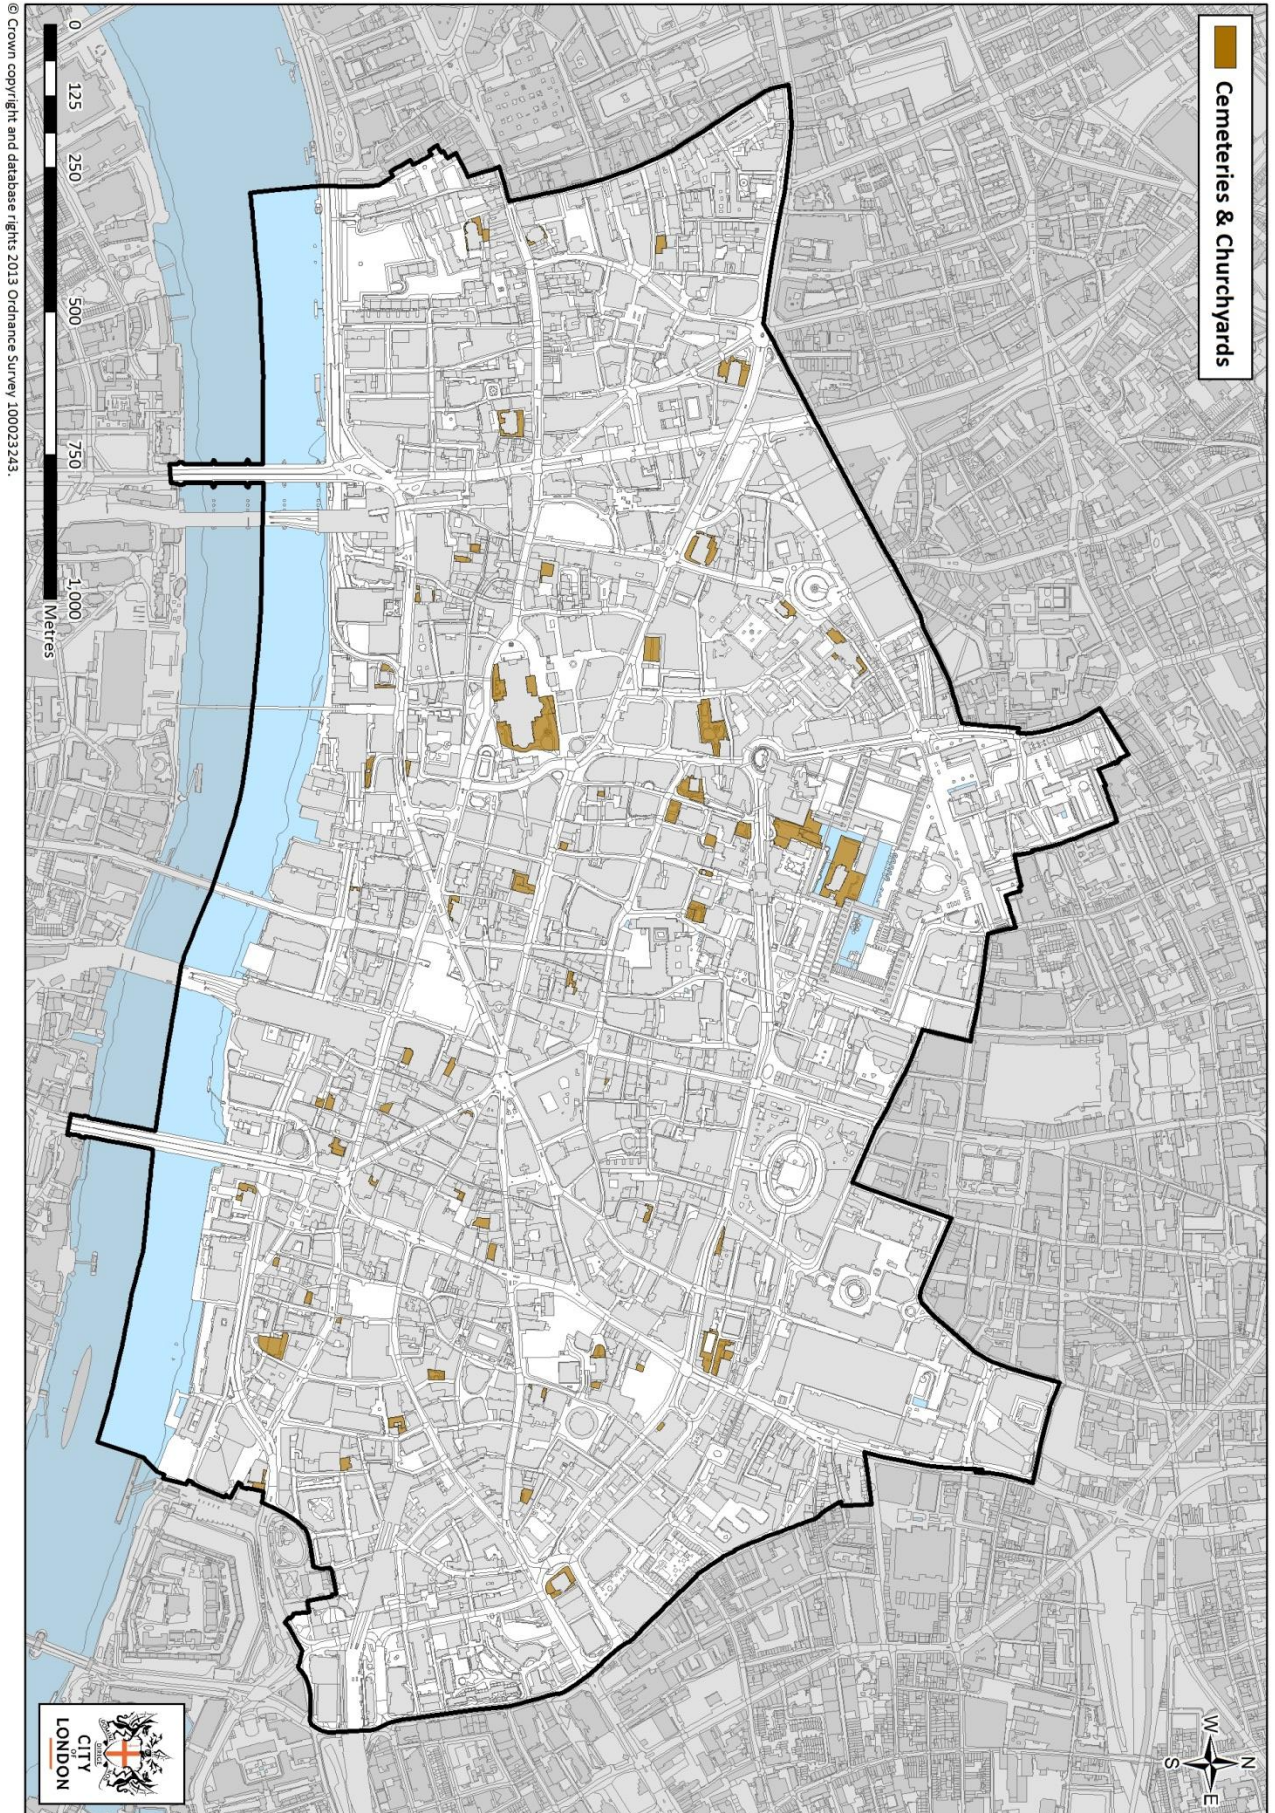 Cemeteries & Churchyards
N
W
E
S
0 125 250 500 750 1,000
Metres
© Crown copyright and database rights 2013 Ordnance Survey 100023243.
CITY
OF
LONDON